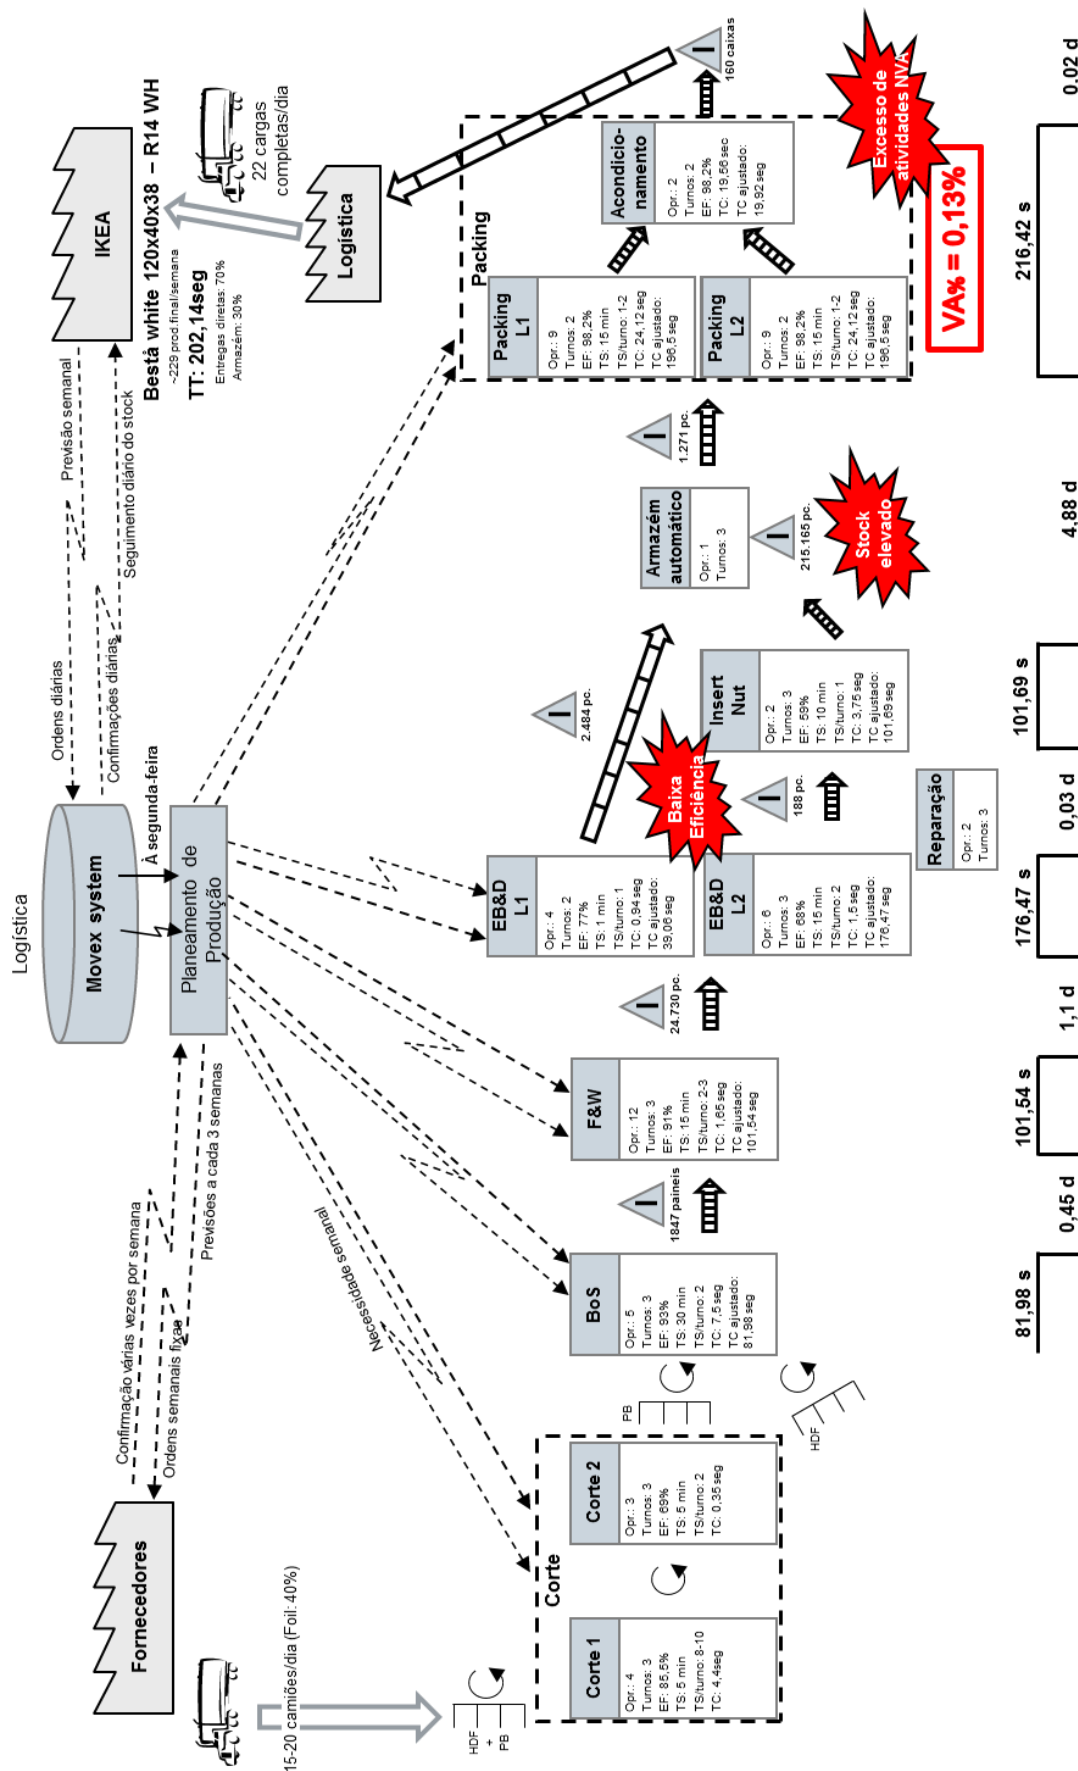 Logística
Movex system
À segunda-feira
Planeamento de
Produção
Fornecedores
15-20 camiões/dia (Foil: 40%)
Confirmação várias vezes por semana
Ordens semanais fixas
Previsões a cada 3 semanas
Ordens diárias
Previsão semanal
Confirmações diárias
Seguimento diário do stock
IKEA
Bestå white 120x40x38 – R14 WH
~229 prod.final/semana
TT: 202,14seg
Entregas diretas: 70%
Armazém: 30%
22 cargas
completas/dia
Logística
Necessidade semanal
HDF
+
PB
Corte
Corte 1
Opr.: 4
Turnos: 3
EF: 85,5%
TS: 5 min
TS/turno: 8-10
TC: 4,4seg
Corte 2
Opr.: 3
Turnos: 3
EF: 69%
TS: 5 min
TS/turno: 2
TC: 0,35seg
PB
HDF
BoS
Opr.: 5
Turnos: 3
EF: 93%
TS: 30 min
TS/turno: 2
TC: 7,5 seg
TC ajustado:
81,98 seg
I
1847 paineis
F&W
Opr.: 12
Turnos: 3
EF: 91%
TS: 15 min
TS/turno: 2-3
TC: 1,65 seg
TC ajustado:
101,54 seg
I
24.730 pc.
EB&D
L1
Opr.: 4
Turnos: 2
EF: 77%
TS: 1 min
TS/turno: 1
TC: 0,94 seg
TC ajustado:
39,06 seg
EB&D
L2
Opr.: 6
Turnos: 3
EF: 68%
TS: 15 min
TS/turno: 2
TC: 1,5 seg
TC ajustado:
176,47 seg
Baixa
Eficiência
I
2.484 pc.
I
188 pc.
Insert
Nut
Opr.: 2
Turnos: 3
EF: 59%
TS: 10 min
TS/turno: 1
TC: 3,75 seg
TC ajustado:
101,69 seg
Reparação
Opr.: 2
Turnos: 3
Armazém
automático
Opr.: 1
Turnos: 3
I
215.165 pc.
Stock
elevado
I
1.271 pc.
Packing
Packing
L1
Opr.: 9
Turnos: 2
EF: 98,2%
TS: 15 min
TS/turno: 1-2
TC: 24,12 seg
TC ajustado:
196,5 seg
Packing
L2
Opr.: 9
Turnos: 2
EF: 98,2%
TS: 15 min
TS/turno: 1-2
TC: 24,12 seg
TC ajustado:
196,5 seg
Acondicio-
namento
Opr.: 2
Turnos: 2
EF: 98,2%
TC: 19,56 sec
TC ajustado:
19,92 seg
I
160 caixas
Excesso de
atividades NVA
VA% = 0,13%
81,98 s
0,45 d
101,54 s
1,1 d
176,47 s
0,03 d
101,69 s
4,88 d
216,42 s
0.02 d